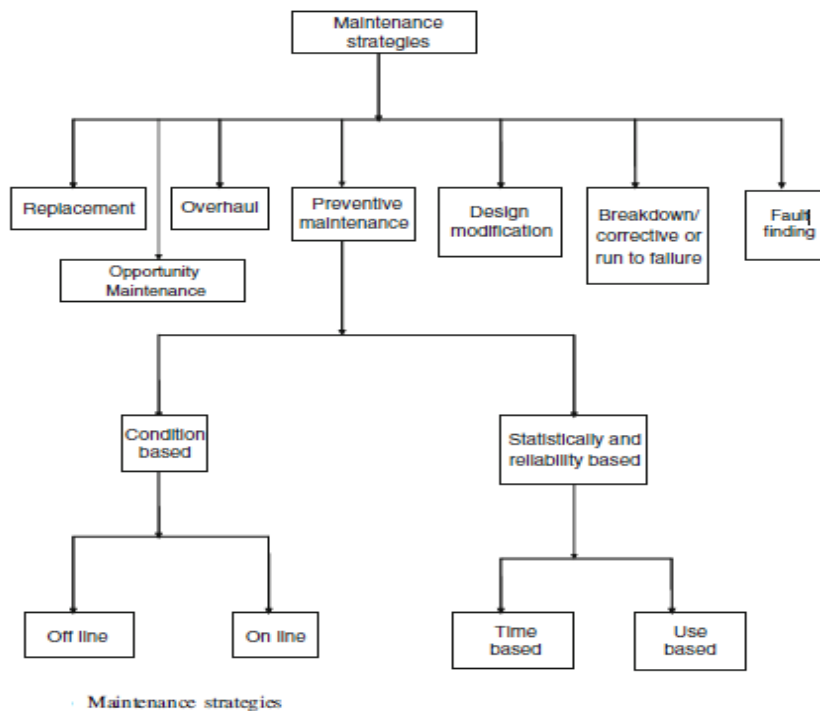 Maintenance
strategies
Replacement
Overhaul
Preventive
maintenance
Design
modification
Breakdown/
corrective or
run to failure
Fault
finding
Opportunity
Maintenance
Condition
based
Statistically and
reliability based
Off line
On line
Time
based
Use
based
Maintenance strategies